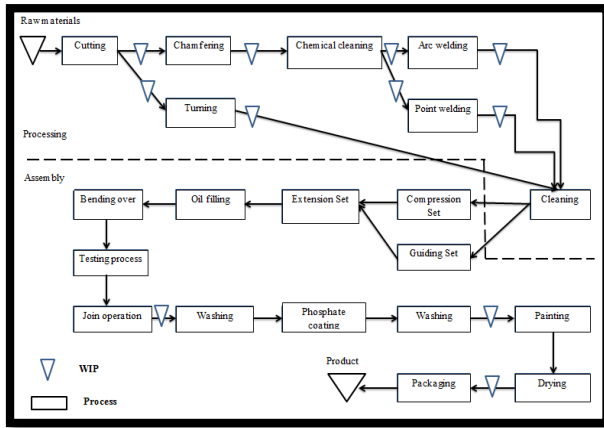 Raw materials
Cutting
Chamfering
Chemical cleaning
Arc welding
Turning
Point welding
Processing
Assembly
Bending over
Oil filling
Extension Set
Compression
Set
Cleaning
Guiding Set
Testing process
Join operation
Washing
Phosphate
coating
Washing
Painting
WIP
Product
Packaging
Drying
Process